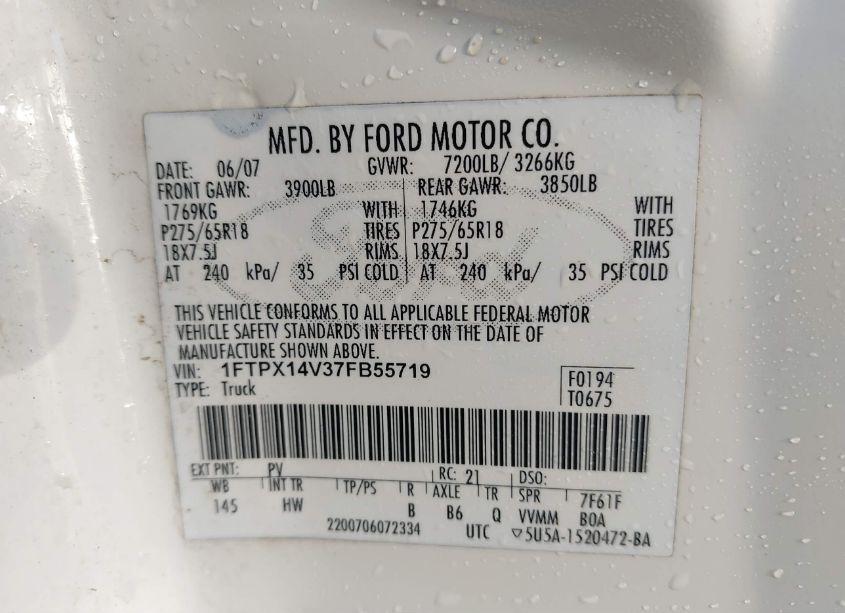 MFD. BY FORD MOTOR CO.
DATE: 06/07 GVWR: 7200LB/ 3266KG
FRONT GAWR: 3900LB REAR GAWR: 3850LB
1769KG WITH 1746KG WITH
P275/65R18 TIRES P275/65R18 TIRES
18X7.5J RIMS 18X7.5J RIMS
AT 240 kPa/ 35 PSI COLD AT 240 kPa/ 35 PSI COLD
Ford
THIS VEHICLE CONFORMS TO ALL APPLICABLE FEDERAL MOTOR
VEHICLE SAFETY STANDARDS IN EFFECT ON THE DATE OF
MANUFACTURE SHOWN ABOVE.
VIN: 1FTPX14V37FB55719
TYPE: Truck
F0194
T0675
EXT PNT: PV RC: 21 DSO:
WB INT TR TP/PS R AXLE TR SPR 7F61F
145 HW B B6 Q VVMM BOA
2200706072334 UTC ▽5U5A-1520472-BA